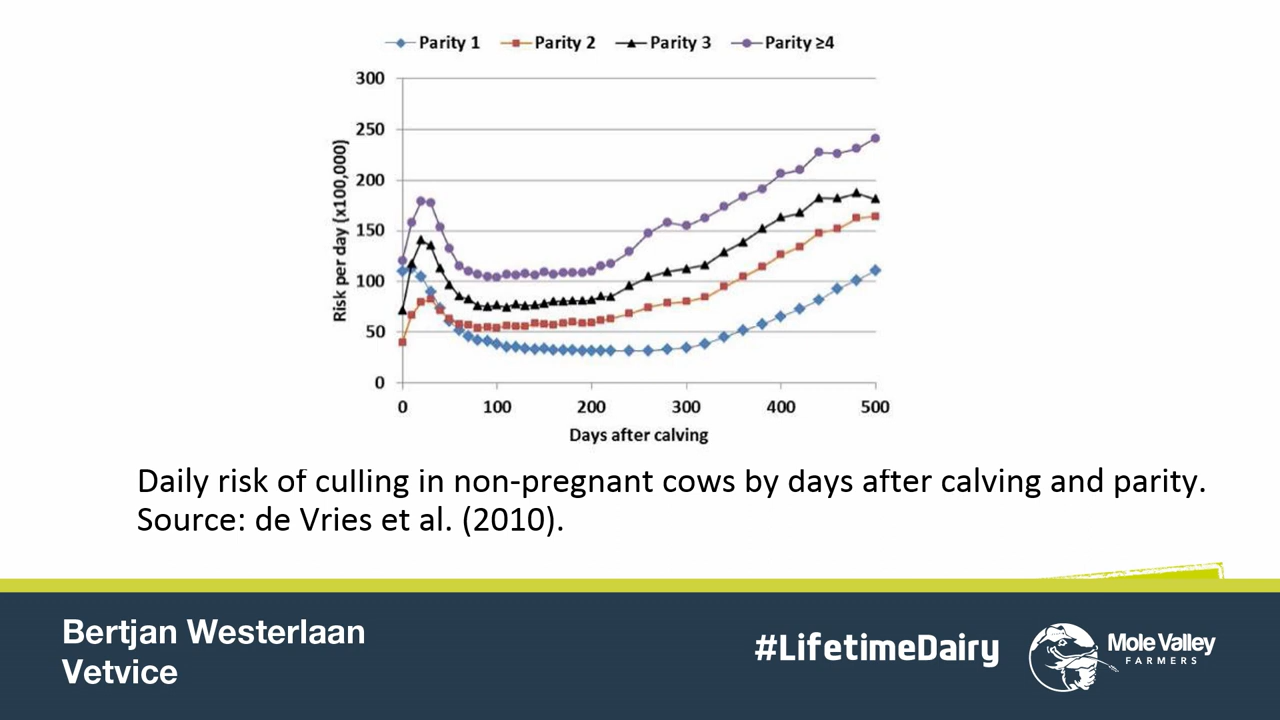 Parity 1 Parity 2 Parity 3 Parity ≥4
300
250
200
150
100
50
0
Risk per day (x100,000)
0 100 200 300 400 500
Days after calving
Daily risk of culling in non-pregnant cows by days after calving and parity.
Source: de Vries et al. (2010).
Bertjan Westerlaan
Vetvice
#LifetimeDairy
Mole Valley
FARMERS